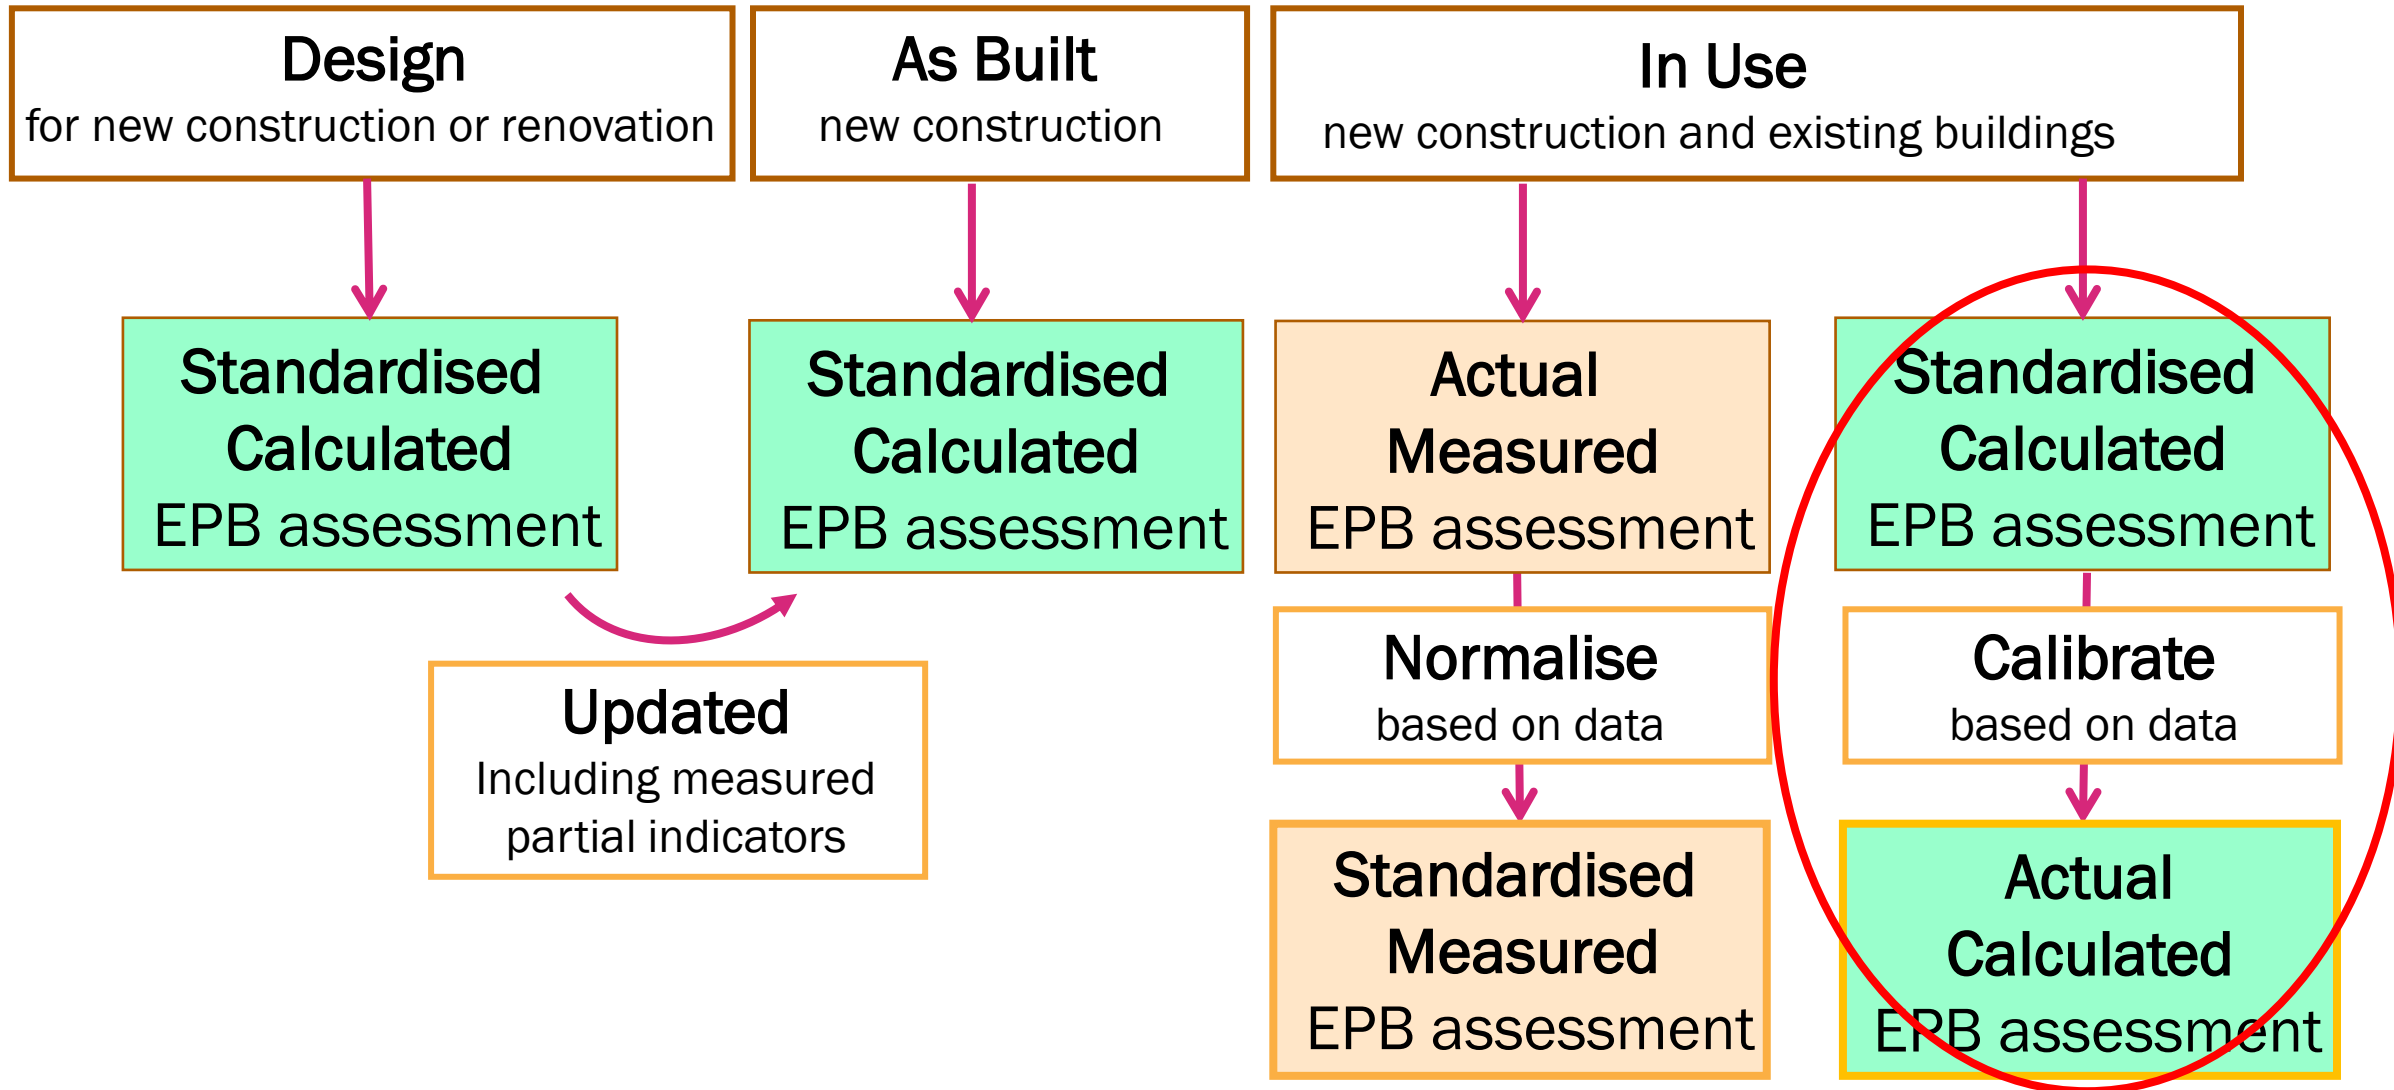 Design
for new construction or renovation
As Built
new construction
In Use
new construction and existing buildings
Standardised
Calculated
EPB assessment
Standardised
Calculated
EPB assessment
Actual
Measured
EPB assessment
Standardised
Calculated
EPB assessment
Updated
Including measured
partial indicators
Normalise
based on data
Calibrate
based on data
Standardised
Measured
EPB assessment
Actual
Calculated
EPB assessment